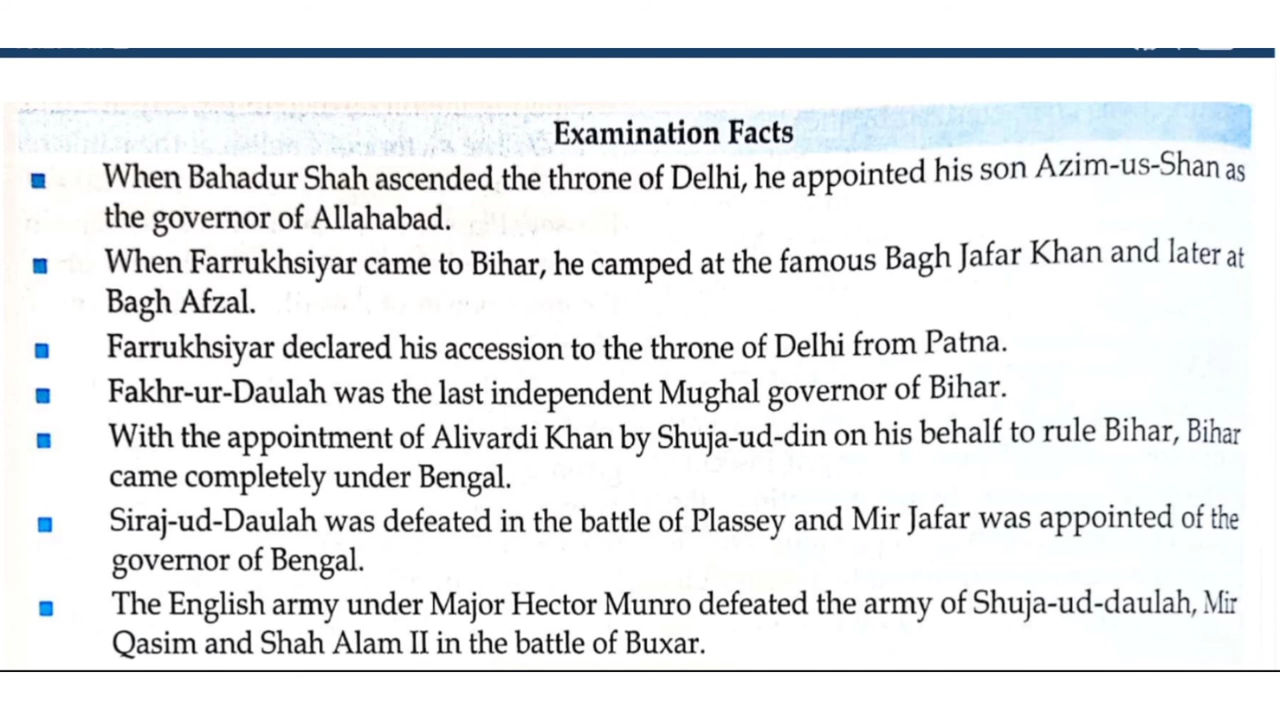 Examination Facts
When Bahadur Shah ascended the throne of Delhi, he appointed his son Azim-us-Shan as
the governor of Allahabad.
When Farrukhsiyar came to Bihar, he camped at the famous Bagh Jafar Khan and later at
Bagh Afzal.
Farrukhsiyar declared his accession to the throne of Delhi from Patna.
Fakhr-ur-Daulah was the last independent Mughal governor of Bihar.
With the appointment of Alivardi Khan by Shuja-ud-din on his behalf to rule Bihar, Bihar
came completely under Bengal.
Siraj-ud-Daulah was defeated in the battle of Plassey and Mir Jafar was appointed of the
governor of Bengal.
The English army under Major Hector Munro defeated the army of Shuja-ud-daulah, Mir
Qasim and Shah Alam II in the battle of Buxar.